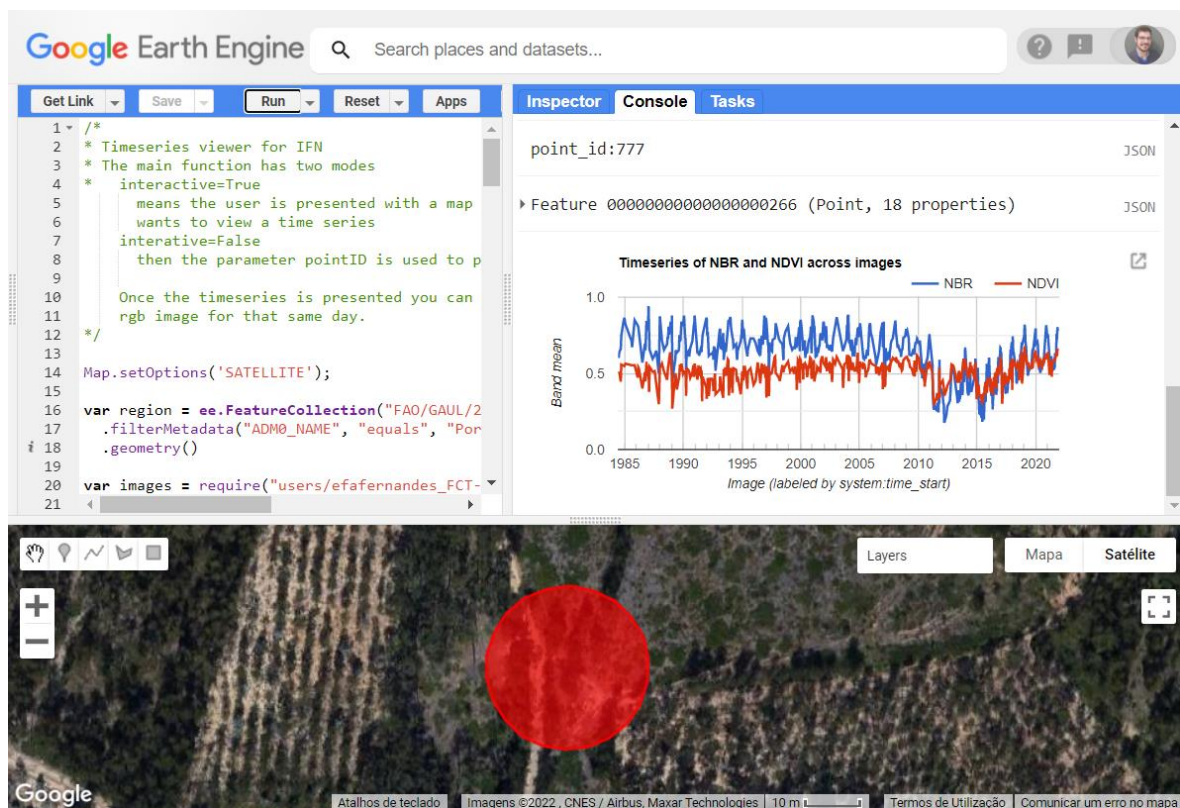 Google Earth Engine
Search places and datasets...
Get Link
Save
Run
Reset
Apps
Inspector
Console
Tasks
1 /*
2 * Timeseries viewer for IFN
3 * The main function has two modes
4 * interactive=True
5 means the user is presented with a map
6 wants to view a time series
7 interative=False
8 then the parameter pointID is used to p
9
10 Once the timeseries is presented you can
11 rgb image for that same day.
12 */
13
14 Map.setOptions('SATELLITE');
15
16 var region = ee.FeatureCollection("FAO/GAUL/2
17 .filterMetadata("ADM0_NAME", "equals", "Por
i 18 .geometry()
19
20 var images = require("users/efafernandes_FCT-
21
point_id:777
JSON
Feature 00000000000000000266 (Point, 18 properties)
JSON
Timeseries of NBR and NDVI across images
NBR
NDVI
1.0
0.5
0.0
Band mean
1985 1990 1995 2000 2005 2010 2015 2020
Image (labeled by system:time_start)
Layers
Mapa
Satélite
Google
Atalhos de teclado
Imagens ©2022 , CNES / Airbus, Maxar Technologies
10 m
Termos de Utilização
Comunicar um erro no mapa